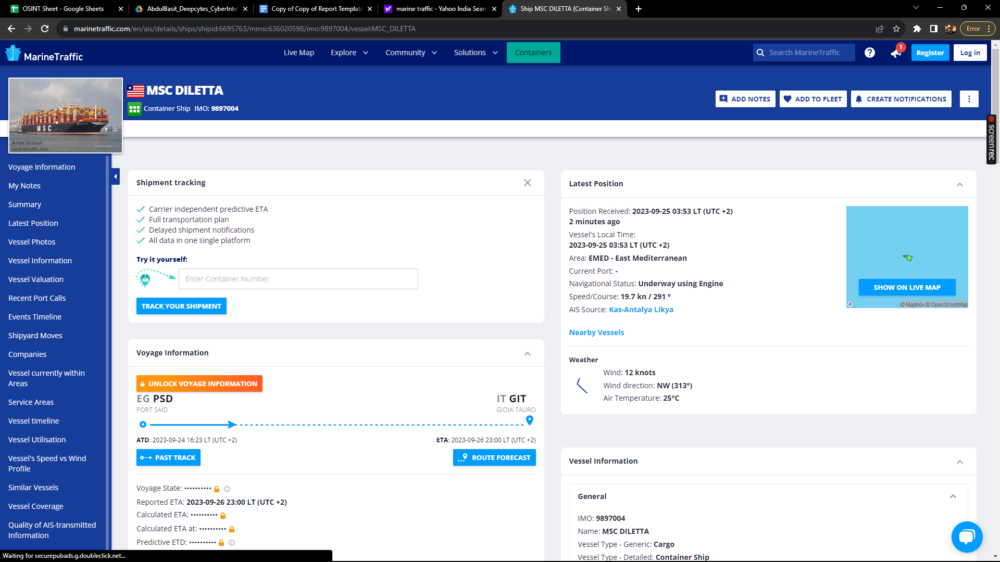 OSINT Sheet - Google Sheets
AbdulBasit_Deepcytes_CyberIntel
Copy of Copy of Report Template
marine traffic - Yahoo India Searc
Ship MSC DILETTA (Container Shi
marinetraffic.com/en/ais/details/ships/shipid:6695763/mmsi:636020598/imo:9897004/vessel:MSC_DILETTA
Error
MarineTraffic
Live Map
Explore
Community
Solutions
Containers
Search MarineTraffic
1
Register
Log in
MSC DILETTA
Container Ship IMO: 9897004
ADD NOTES
ADD TO FLEET
CREATE NOTIFICATIONS
MSC
© Peet de Rouw
MarineTraffic.com
screenrec
Voyage Information
My Notes
Summary
Latest Position
Vessel Photos
Vessel Information
Vessel Valuation
Recent Port Calls
Events Timeline
Shipyard Moves
Companies
Vessel currently within
Areas
Service Areas
Vessel timeline
Vessel Utilisation
Vessel's Speed vs Wind
Profile
Similar Vessels
Vessel Coverage
Quality of AIS-transmitted
Information
Shipment tracking
Carrier independent predictive ETA
Full transportation plan
Delayed shipment notifications
All data in one single platform
Try it yourself:
Enter Container Number
TRACK YOUR SHIPMENT
Voyage Information
UNLOCK VOYAGE INFORMATION
EG PSD
IT GIT
PORT SAID
GIOIA TAURO
ATD: 2023-09-24 16:23 LT (UTC +2)
ETA: 2023-09-26 23:00 LT (UTC +2)
PAST TRACK
ROUTE FORECAST
Voyage State: ••••••••••
Reported ETA: 2023-09-26 23:00 LT (UTC +2)
Calculated ETA: ••••••••••
Calculated ETA at: ••••••••••
Predictive ETD: ••••••••••
Latest Position
Position Received: 2023-09-25 03:53 LT (UTC +2)
2 minutes ago
Vessel's Local Time:
2023-09-25 03:53 LT (UTC +2)
Area: EMED - East Mediterranean
Current Port: -
Navigational Status: Underway using Engine
Speed/Course: 19.7 kn / 291 °
AIS Source: Kas-Antalya Likya
SHOW ON LIVE MAP
© Mapbox © OpenStreetMap
Nearby Vessels
Weather
Wind: 12 knots
Wind direction: NW (313°)
Air Temperature: 25°C
Vessel Information
General
IMO: 9897004
Name: MSC DILETTA
Vessel Type - Generic: Cargo
Vessel Type - Detailed: Container Ship
Waiting for securepubads.g.doubleclick.net...